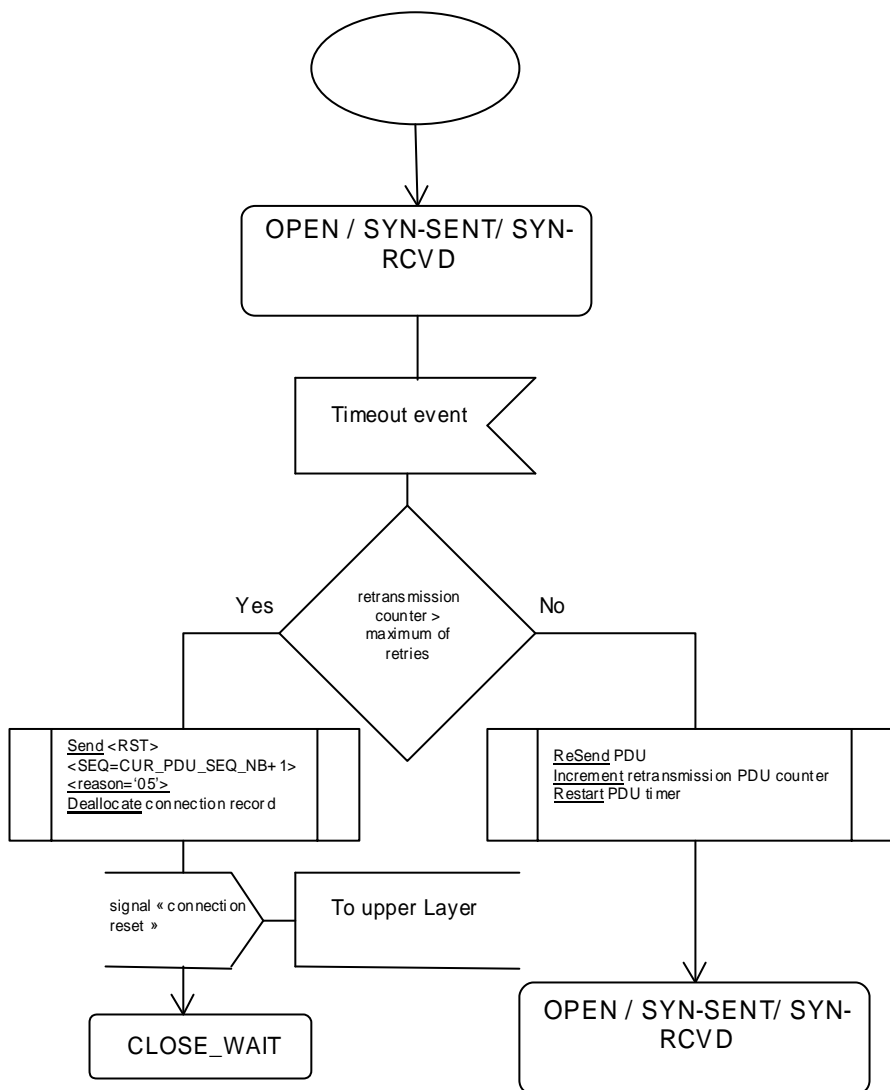 OPEN / SYN-SENT/ SYN-
RCVD
Timeout event
Yes
retransmission
counter >
maximum of
retries
No
Send <RST>
<SEQ=CUR_PDU_SEQ_NB+1>
<reason=‘05’>
Deallocate connection record
ReSend PDU
Increment retransmission PDU counter
Restart PDU timer
signal « connection
reset »
To upper Layer
CLOSE_WAIT
OPEN / SYN-SENT/ SYN-
RCVD